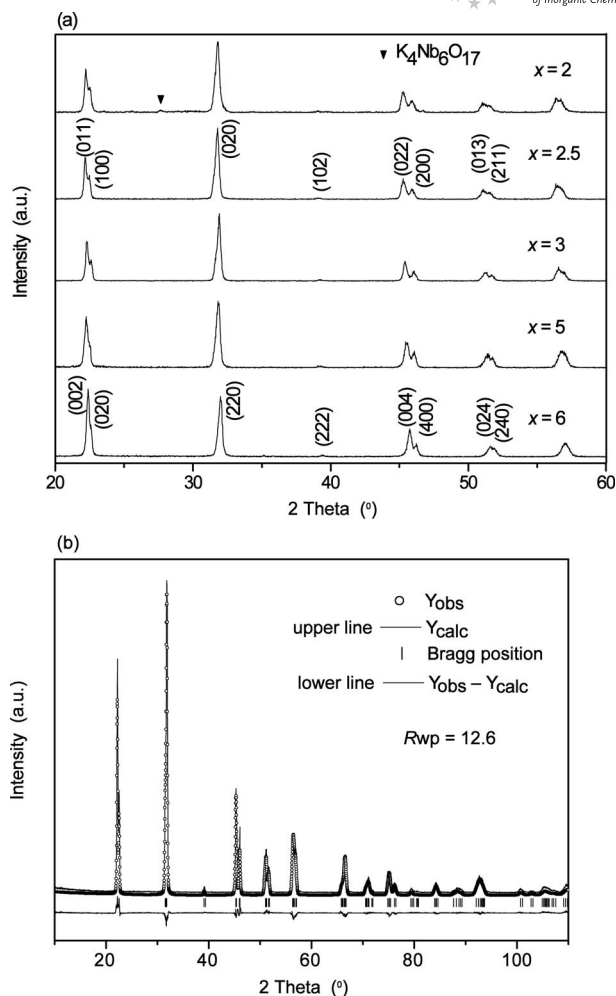 of Inorganic Chem
(a)
K4Nb6O17
x = 2
(011)
(100)
(020)
(102)
(022)
(200)
(013)
(211)
x = 2.5
x = 3
x = 5
(002)
(020)
(220)
(222)
(004)
(400)
(024)
(240)
x = 6
Intensity (a.u.)
20 30 40 50 60
2 Theta (º)
(b)
Yobs
upper line Ycalc
Bragg position
lower line Yobs – Ycalc
Rwp = 12.6
Intensity (a.u.)
20 40 60 80 100
2 Theta (º)